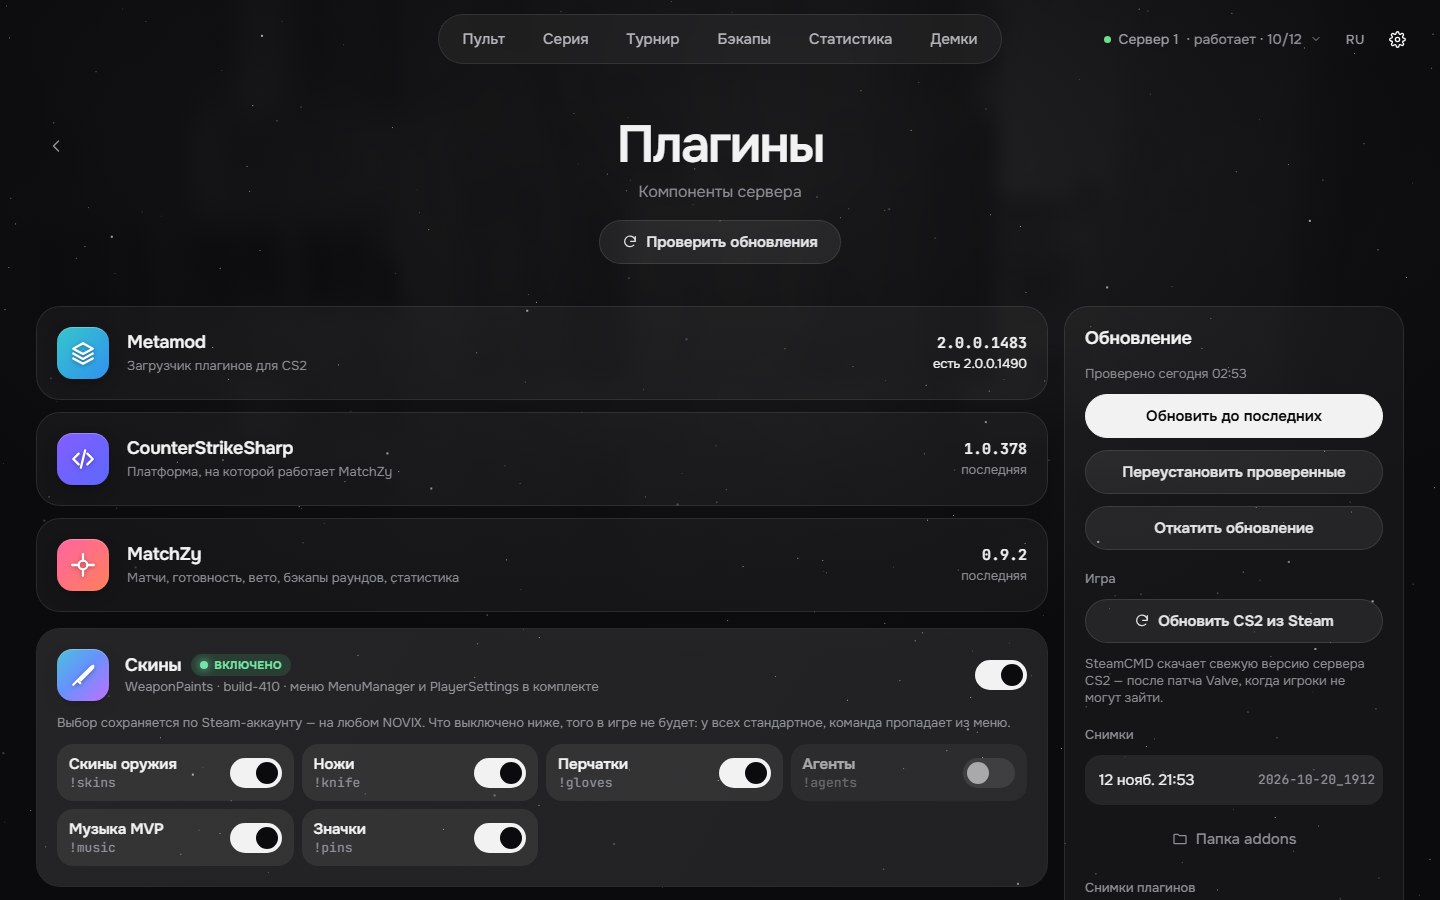 Пульт
Серия
Турнир
Бэкапы
Статистика
Демки
Сервер 1 · работает · 10/12
RU
Плагины
Компоненты сервера
Проверить обновления
Metamod
Загрузчик плагинов для CS2
2.0.0.1483
есть 2.0.0.1490
CounterStrikeSharp
Платформа, на которой работает MatchZy
1.0.378
последняя
MatchZy
Матчи, готовность, вето, бэкапы раундов, статистика
0.9.2
последняя
Скины
ВКЛЮЧЕНО
WeaponPaints · build-410 · меню MenuManager и PlayerSettings в комплекте
Выбор сохраняется по Steam-аккаунту — на любом NOVIX. Что выключено ниже, того в игре не будет: у всех стандартное, команда пропадает из меню.
Скины оружия
!skins
Ножи
!knife
Перчатки
!gloves
Агенты
!agents
Музыка MVP
!music
Значки
!pins
Обновление
Проверено сегодня 02:53
Обновить до последних
Переустановить проверенные
Откатить обновление
Игра
Обновить CS2 из Steam
SteamCMD скачает свежую версию сервера
CS2 — после патча Valve, когда игроки не
могут зайти.
Снимки
12 нояб. 21:53
2026-10-20_1912
Папка addons
Снимки плагинов